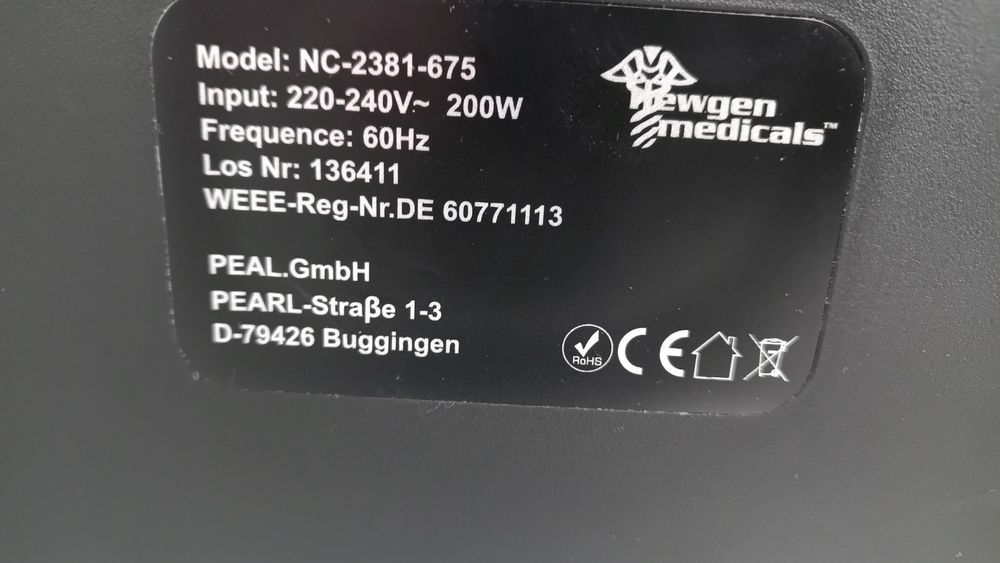 Model: NC-2381-675
Input: 220-240V~ 200W
Frequence: 60Hz
Los Nr: 136411
WEEE-Reg-Nr.DE 60771113
newgen
medicals™
PEAL.GmbH
PEARL-Straβe 1-3
D-79426 Buggingen
RoHS
CE